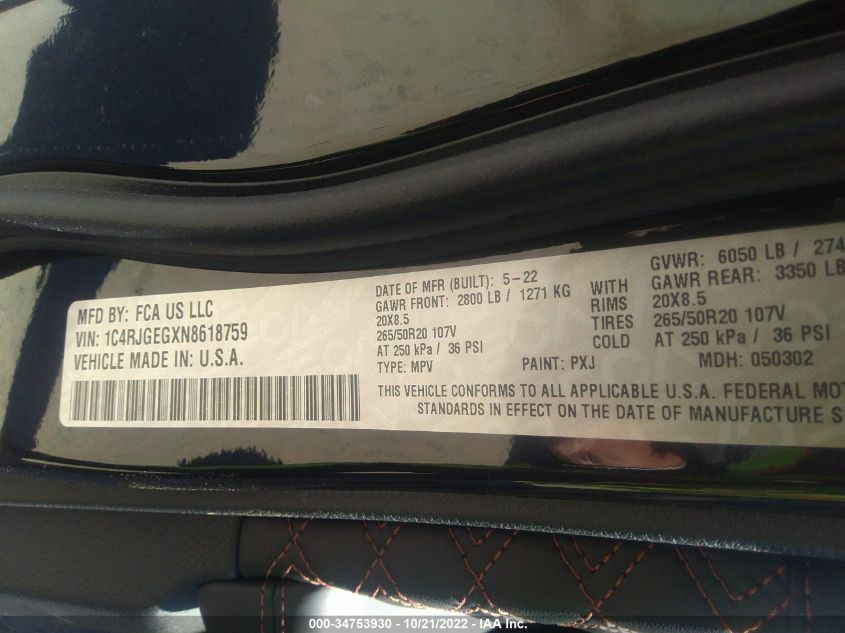 MFD BY: FCA US LLC
VIN: 1C4RJGEGXN8618759
VEHICLE MADE IN: U.S.A.
DATE OF MFR (BUILT): 5-22
GAWR FRONT: 2800 LB / 1271 KG
20X8.5
265/50R20 107V
AT 250 kPa / 36 PSI
TYPE: MPV
PAINT: PXJ
WITH
RIMS
TIRES
COLD
GVWR: 6050 LB / 274
GAWR REAR: 3350 LB
20X8.5
265/50R20 107V
AT 250 kPa / 36 PSI
MDH: 050302
THIS VEHICLE CONFORMS TO ALL APPLICABLE U.S.A. FEDERAL MOT
STANDARDS IN EFFECT ON THE DATE OF MANUFACTURE S
000-34753930 - 10/21/2022 - IAA Inc.